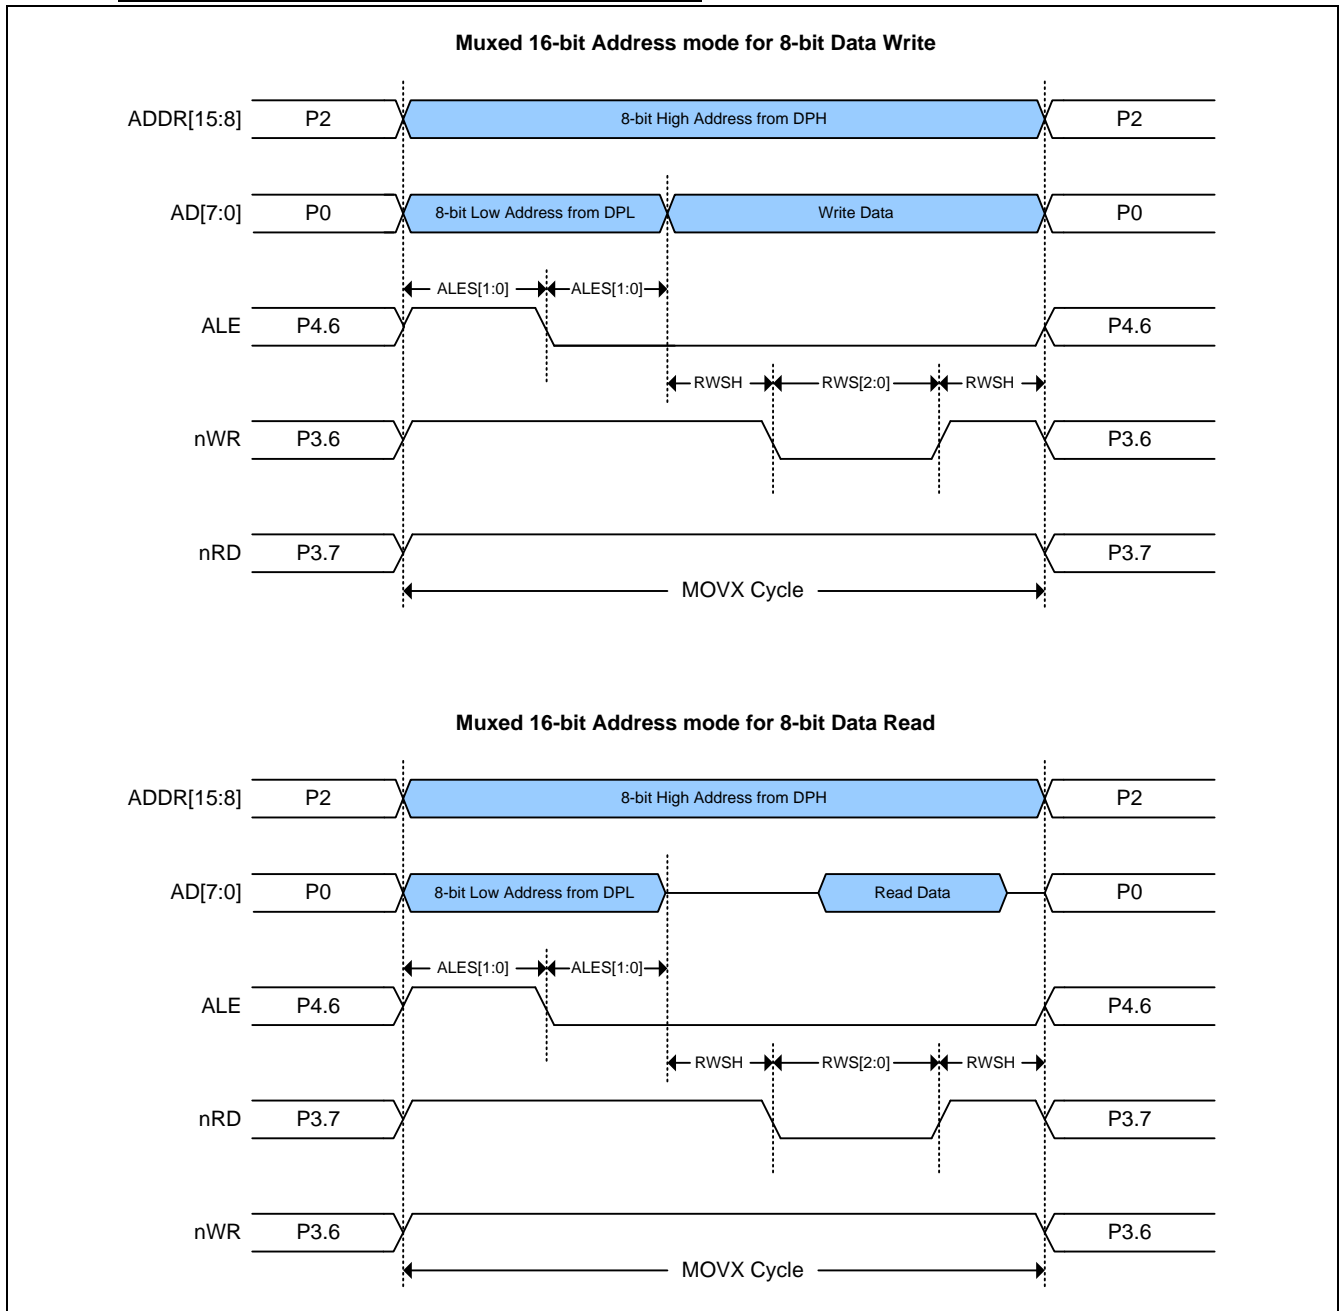 Muxed 16-bit Address mode for 8-bit Data Write
ADDR[15:8] P2 8-bit High Address from DPH P2
AD[7:0] P0 8-bit Low Address from DPL Write Data P0
ALES[1:0] ALES[1:0]
ALE P4.6 P4.6
RWSH RWS[2:0] RWSH
nWR P3.6 P3.6
nRD P3.7 P3.7
MOVX Cycle
Muxed 16-bit Address mode for 8-bit Data Read
ADDR[15:8] P2 8-bit High Address from DPH P2
AD[7:0] P0 8-bit Low Address from DPL Read Data P0
ALES[1:0] ALES[1:0]
ALE P4.6 P4.6
RWSH RWS[2:0] RWSH
nRD P3.7 P3.7
nWR P3.6 P3.6
MOVX Cycle